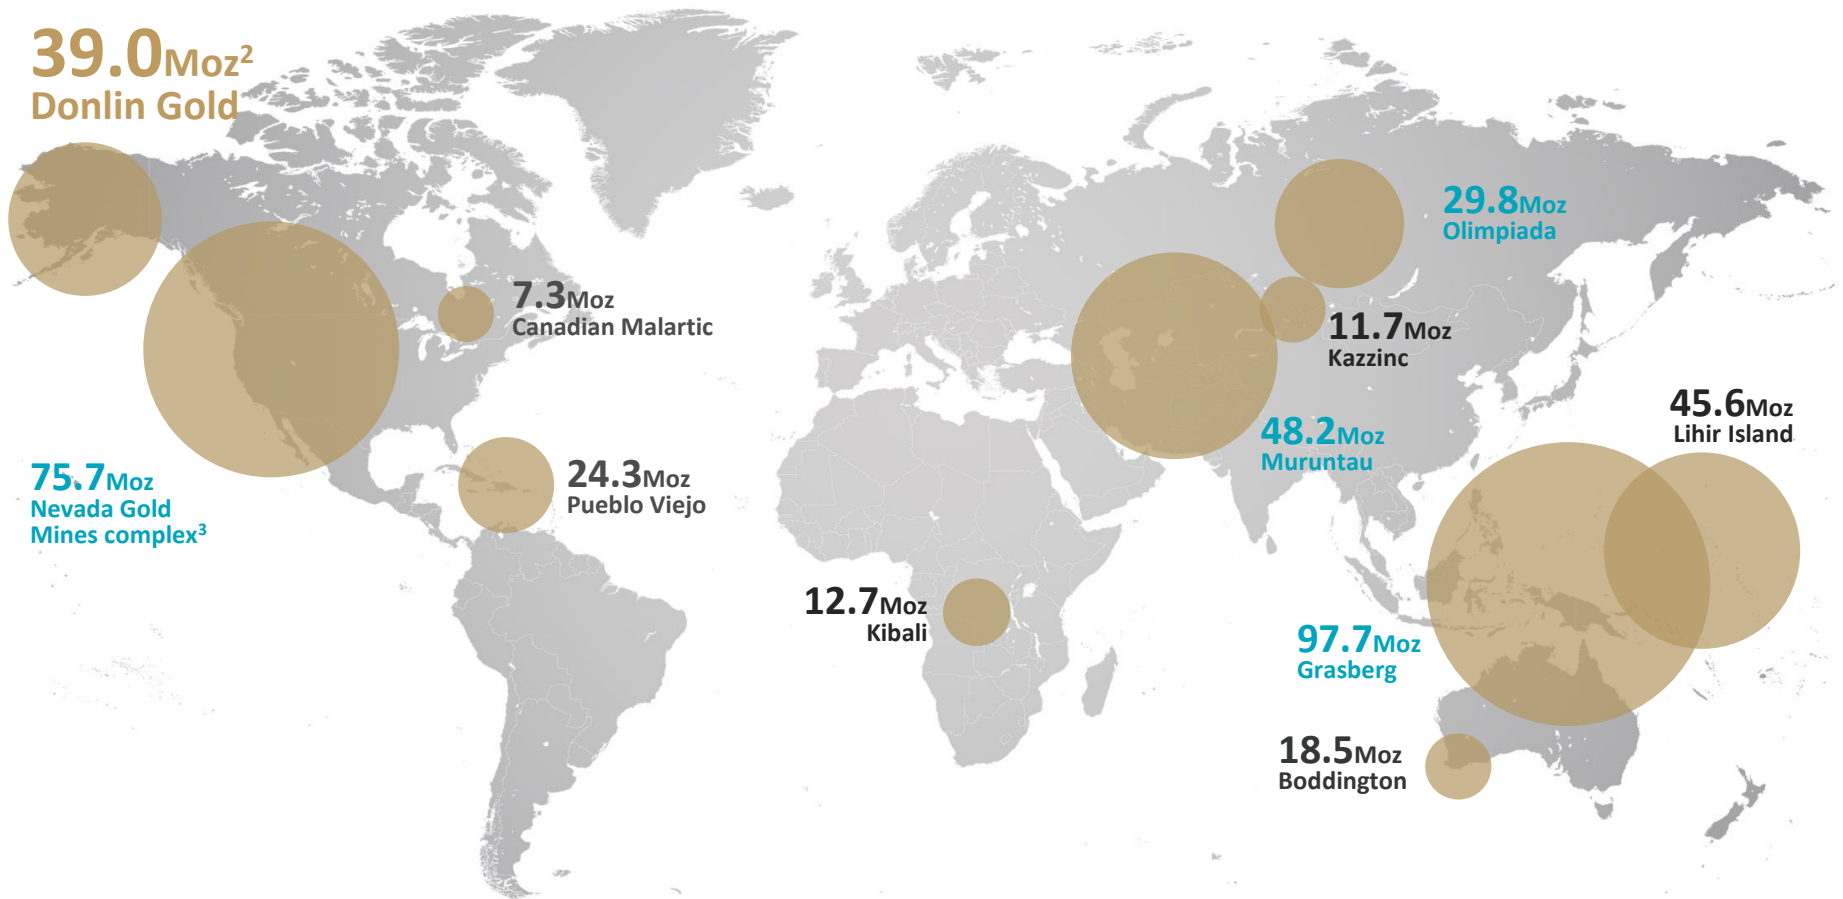 39.0Moz²
Donlin Gold
29.8Moz
Olimpiada
7.3Moz
Canadian Malartic
11.7Moz
Kazzinc
45.6Moz
Lihir Island
48.2Moz
Muruntau
75.7Moz
Nevada Gold
Mines complex³
24.3Moz
Pueblo Viejo
12.7Moz
Kibali
97.7Moz
Grasberg
18.5Moz
Boddington